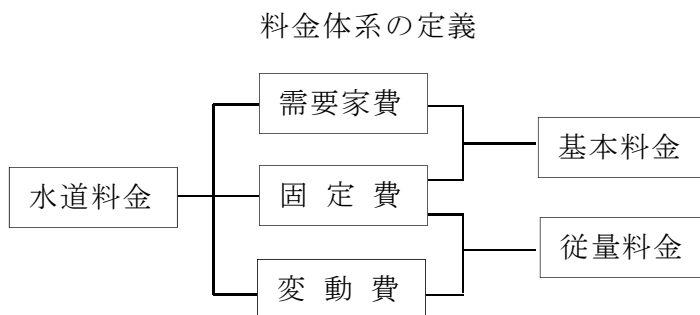 料金体系の定義
需要家費
基本料金
水道料金
固定費
従量料金
変動費